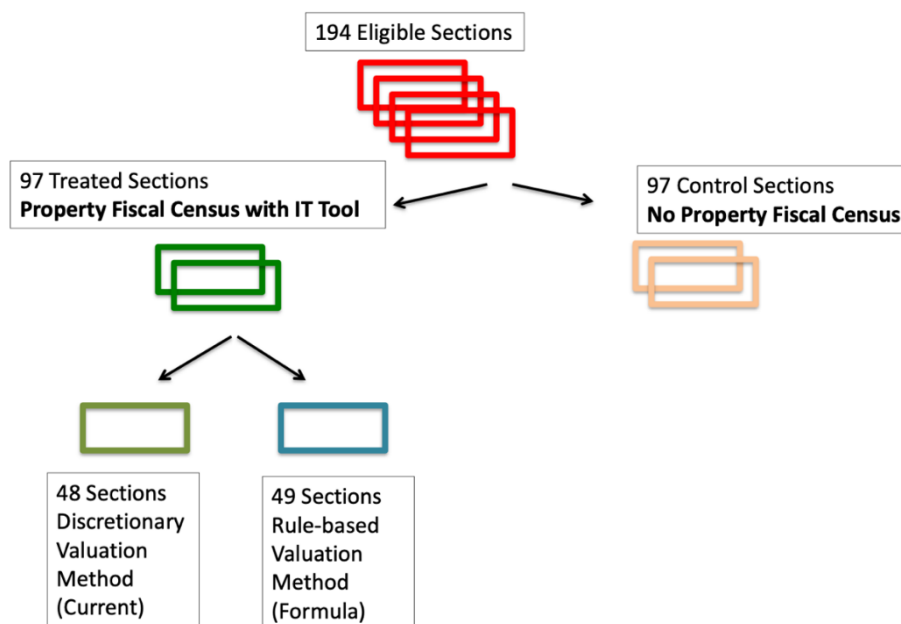 194 Eligible Sections
97 Treated Sections
Property Fiscal Census with IT Tool
97 Control Sections
No Property Fiscal Census
48 Sections
Discretionary
Valuation
Method
(Current)
49 Sections
Rule-based
Valuation
Method
(Formula)